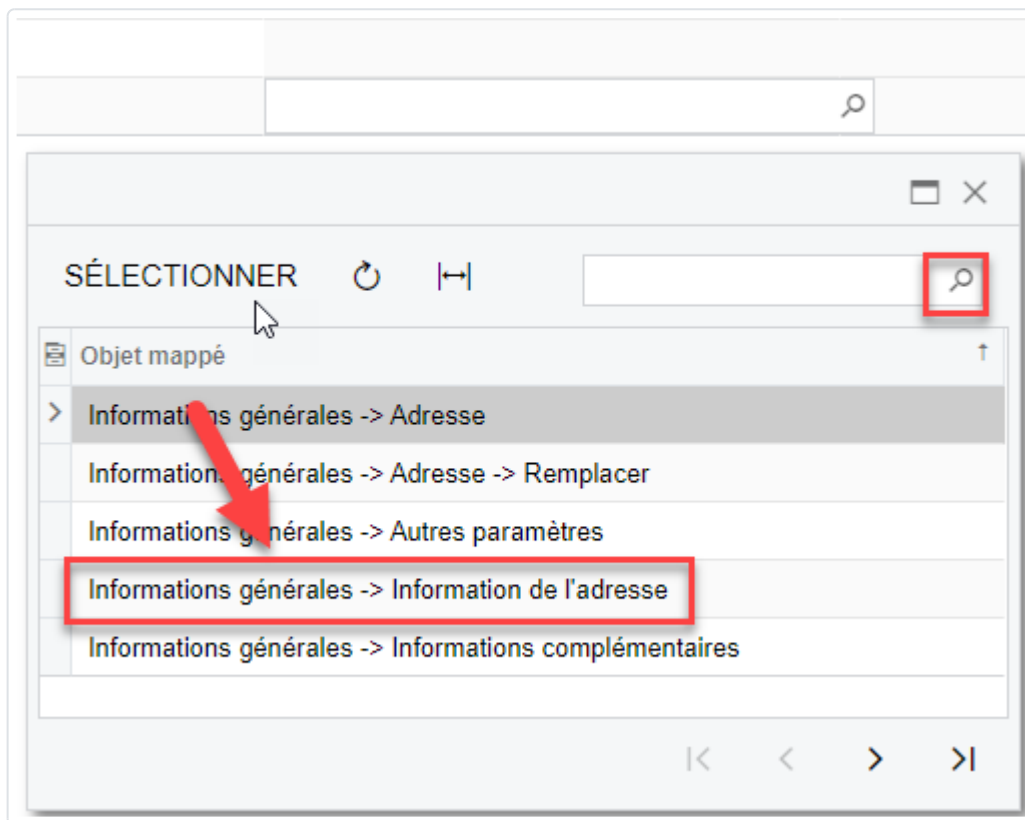 SÉLECTIONNER
Objet mappé
Informations générales -> Adresse
Informations générales -> Adresse -> Remplacer
Informations générales -> Autres paramètres
Informations générales -> Information de l'adresse
Informations générales -> Informations complémentaires